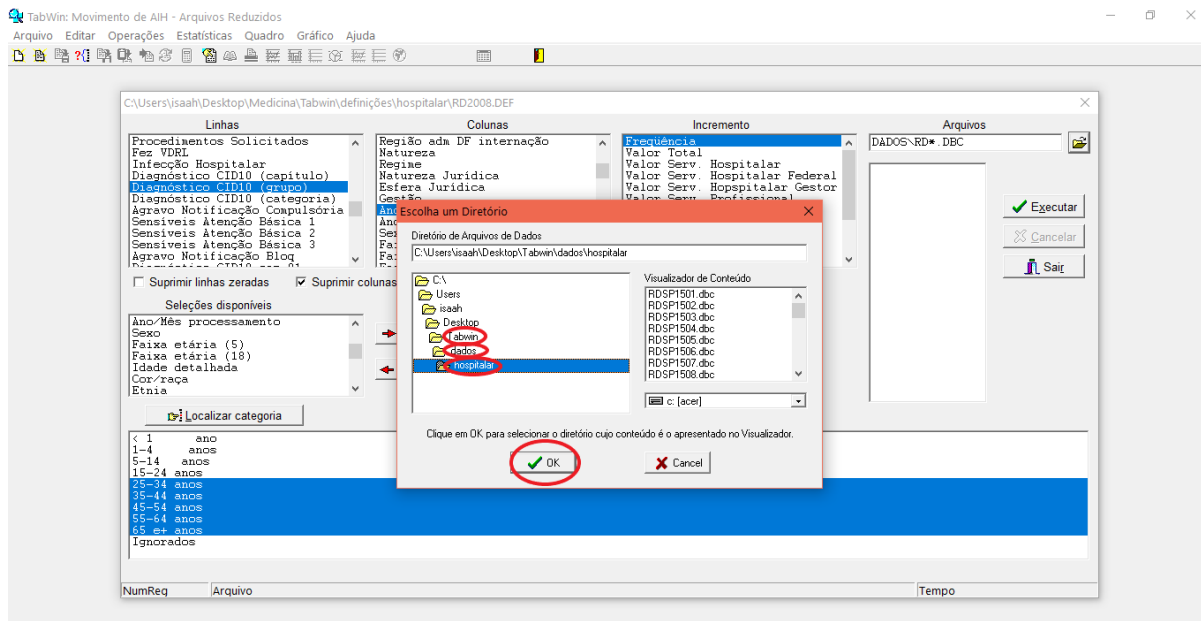 TabWin: Movimento de AIH - Arquivos Reduzidos
Arquivo Editar Operações Estatísticas Quadro Gráfico Ajuda
C:\Users\isaah\Desktop\Medicina\Tabwin\definições\hospitalar\RD2008.DEF
Linhas
Procedimentos Solicitados
Fez VDRL
Infecção Hospitalar
Diagnóstico CID10 (capítulo)
Diagnóstico CID10 (grupo)
Diagnóstico CID10 (categoria)
Agravo Notificação Compulsória
Sensíveis Atenção Básica 1
Sensíveis Atenção Básica 2
Sensíveis Atenção Básica 3
Agravo Notificação Bloq
Colunas
Região adm DF internação
Natureza
Regime
Natureza Jurídica
Esfera Jurídica
Gestão
Incremento
Freqüência
Valor Total
Valor Serv. Hospitalar
Valor Serv. Hospitalar Federal
Valor Serv. Hopspitalar Gestor
Valor Serv. Profissional
Arquivos
DADOS\RD*.DBC
Executar
Cancelar
Sair
Suprimir linhas zeradas
Suprimir colunas
Seleções disponíveis
Ano/Mês processamento
Sexo
Faixa etária (5)
Faixa etária (18)
Idade detalhada
Cor/raça
Etnia
Localizar categoria
< 1 ano
1-4 anos
5-14 anos
15-24 anos
25-34 anos
35-44 anos
45-54 anos
55-64 anos
65 e+ anos
Ignorados
NumReg Arquivo Tempo
Escolha um Diretório
Diretório de Arquivos de Dados
C:\Users\isaah\Desktop\Tabwin\dados\hospitalar
C:\
Users
isaah
Desktop
Tabwin
dados
hospitalar
Visualizador de Conteúdo
RDSP1501.dbc
RDSP1502.dbc
RDSP1503.dbc
RDSP1504.dbc
RDSP1505.dbc
RDSP1506.dbc
RDSP1507.dbc
RDSP1508.dbc
c: [acer]
Clique em OK para selecionar o diretório cujo conteúdo é o apresentado no Visualizador.
OK
Cancel